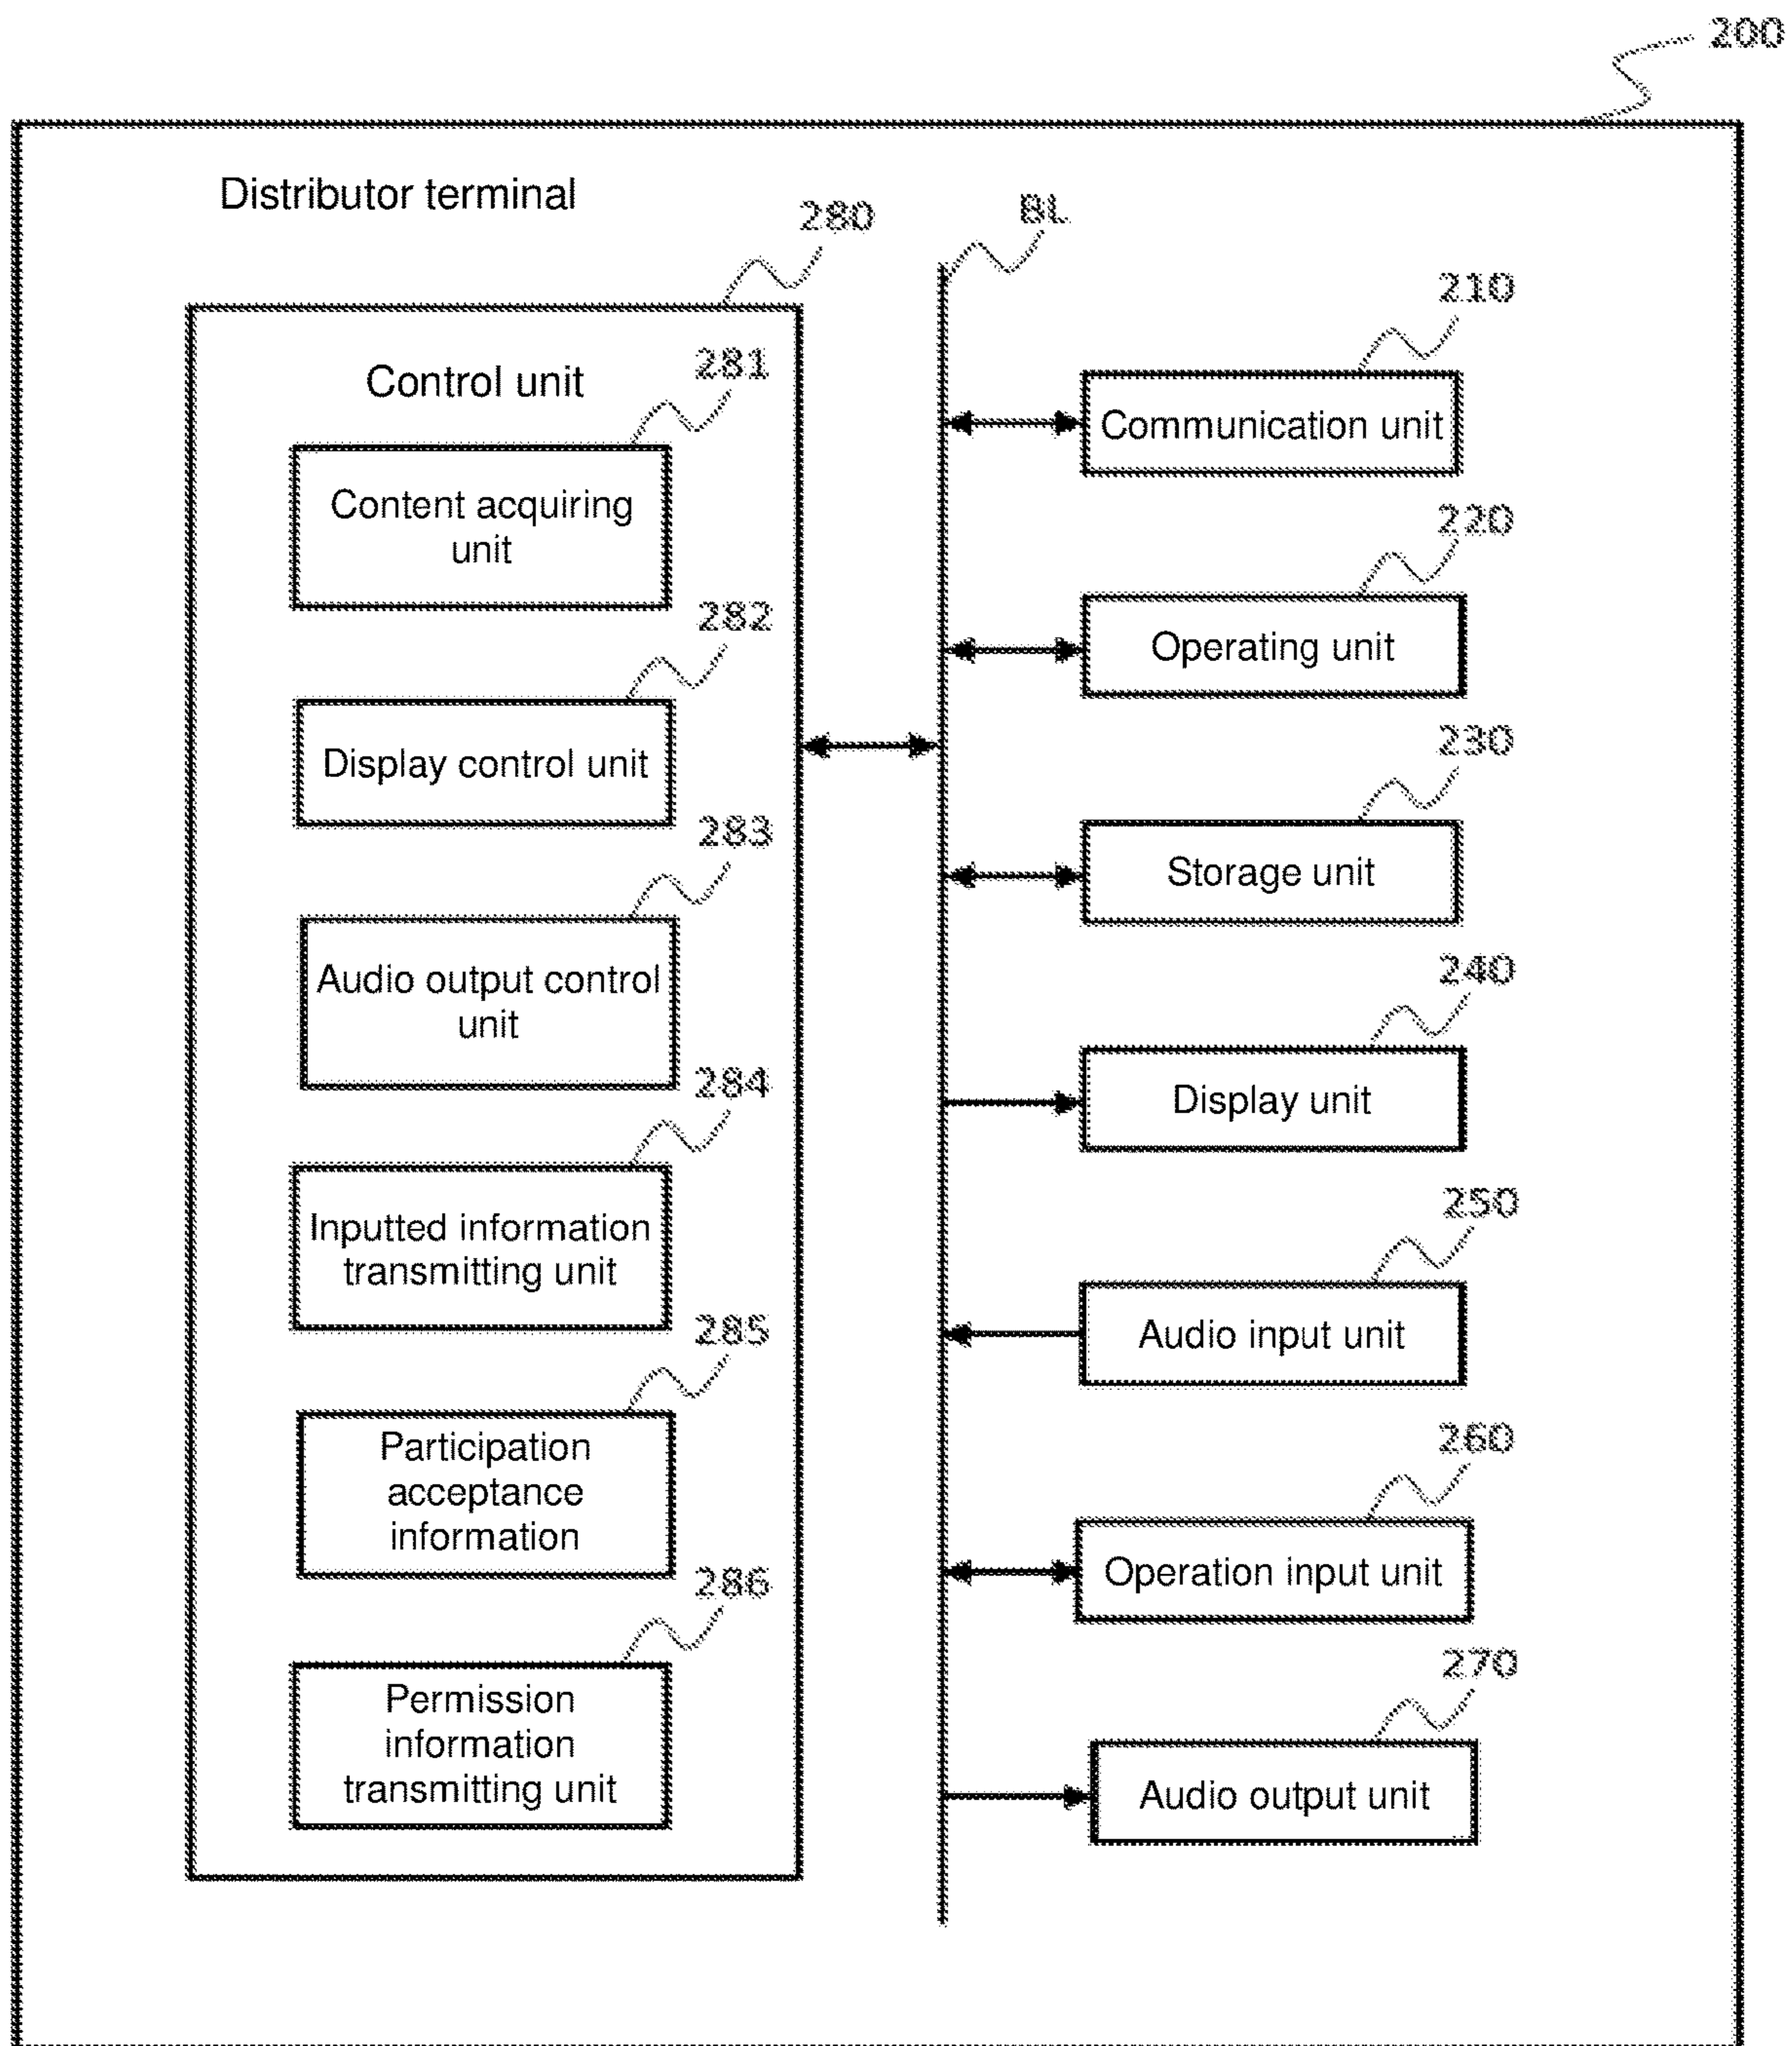 200
Distributor terminal
280
BL
Control unit
281
Content acquiring
unit
282
Display control unit
283
Audio output control
unit
284
Inputted information
transmitting unit
285
Participation
acceptance
information
286
Permission
information
transmitting unit
210
Communication unit
220
Operating unit
230
Storage unit
240
Display unit
250
Audio input unit
260
Operation input unit
270
Audio output unit